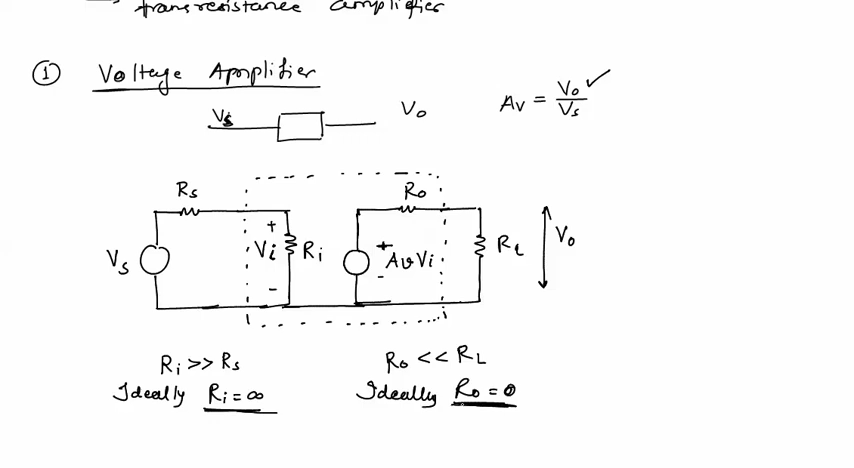 transresistance amplifier
① Voltage Amplifier
Vs Vo Av = Vo/Vs ✓
Rs Ro
Vs + Vi - Ri + AvVi - RL Vo
Ri >> Rs Ro << RL
Ideally Ri = ∞ Ideally Ro = 0